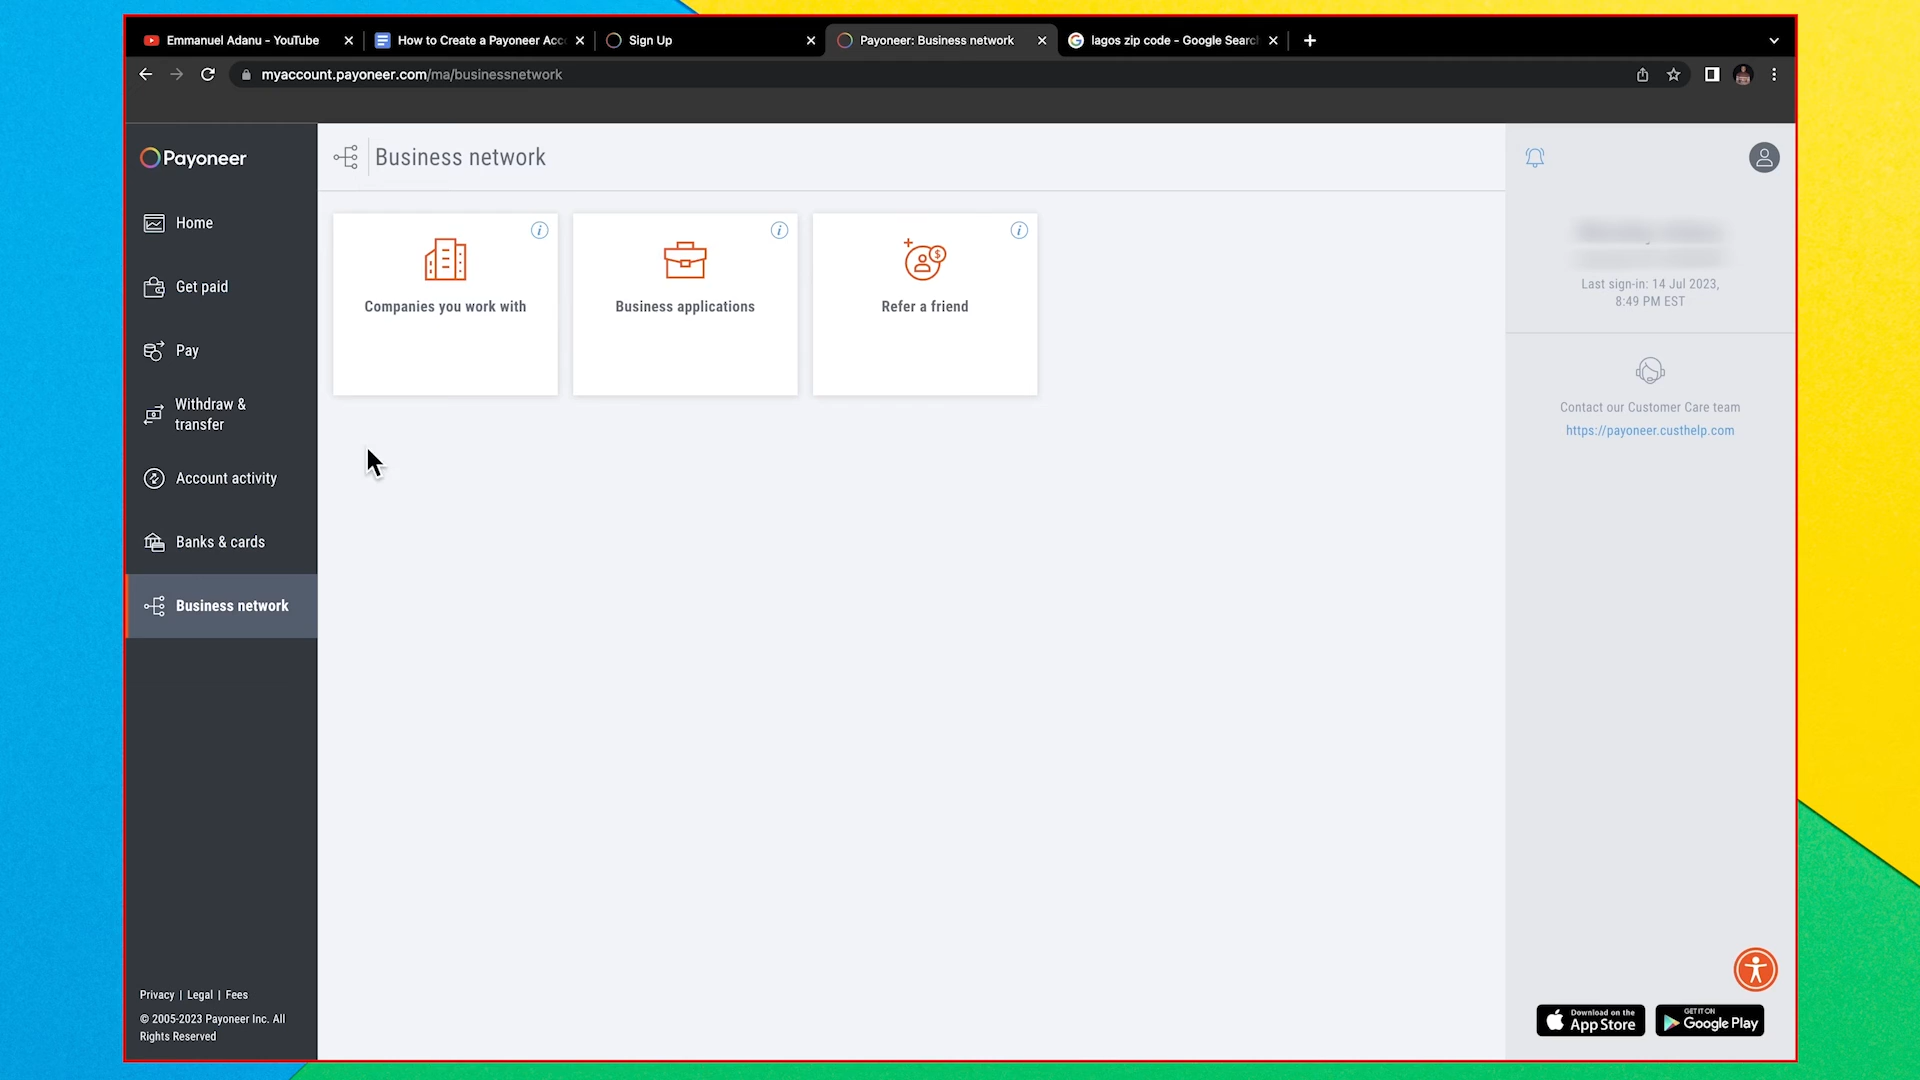 Emmanuel Adanu - YouTube
How to Create a Payoneer Acc
Sign Up
Payoneer: Business network
lagos zip code - Google Searc
myaccount.payoneer.com/ma/businessnetwork
Payoneer
Business network
Home
Get paid
Pay
Withdraw &
transfer
Account activity
Banks & cards
Business network
Companies you work with
Business applications
Refer a friend
Last sign-in: 14 Jul 2023,
8:49 PM EST
Contact our Customer Care team
https://payoneer.custhelp.com
Privacy | Legal | Fees
© 2005-2023 Payoneer Inc. All
Rights Reserved
Download on the
App Store
GET IT ON
Google Play